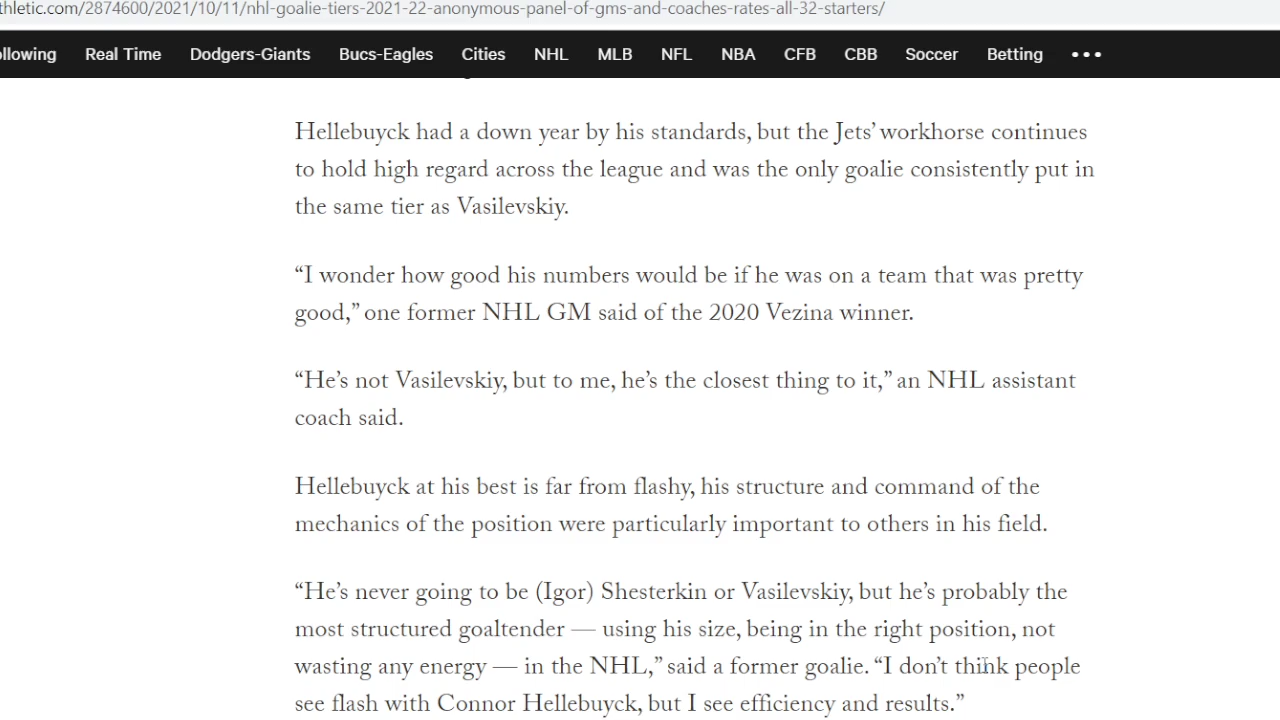 thletic.com/2874600/2021/10/11/nhl-goalie-tiers-2021-22-anonymous-panel-of-gms-and-coaches-rates-all-32-starters/
ollowing Real Time Dodgers-Giants Bucs-Eagles Cities NHL MLB NFL NBA CFB CBB Soccer Betting •••
Hellebuyck had a down year by his standards, but the Jets’ workhorse continues
to hold high regard across the league and was the only goalie consistently put in
the same tier as Vasilevskiy.
“I wonder how good his numbers would be if he was on a team that was pretty
good,” one former NHL GM said of the 2020 Vezina winner.
“He’s not Vasilevskiy, but to me, he’s the closest thing to it,” an NHL assistant
coach said.
Hellebuyck at his best is far from flashy, his structure and command of the
mechanics of the position were particularly important to others in his field.
“He’s never going to be (Igor) Shesterkin or Vasilevskiy, but he’s probably the
most structured goaltender — using his size, being in the right position, not
wasting any energy — in the NHL,” said a former goalie. “I don’t think people
see flash with Connor Hellebuyck, but I see efficiency and results.”